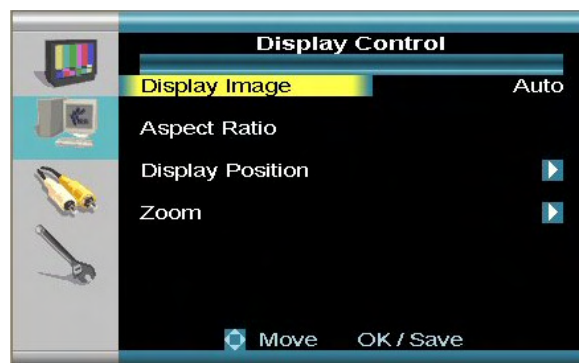 Display Control
Display Image Auto
Aspect Ratio
Display Position
Zoom
Move OK / Save